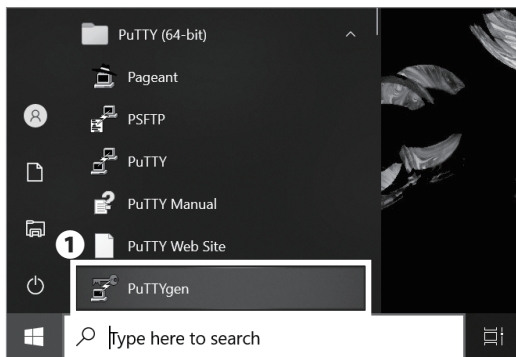 PuTTY (64-bit)
Pageant
PSFTP
PuTTY
PuTTY Manual
1 PuTTY Web Site
PuTTYgen
Type here to search